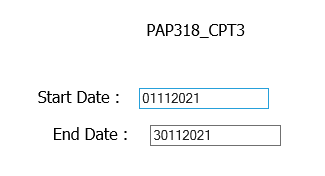 PAP318_CPT3
Start Date : 01112021
End Date : 30112021